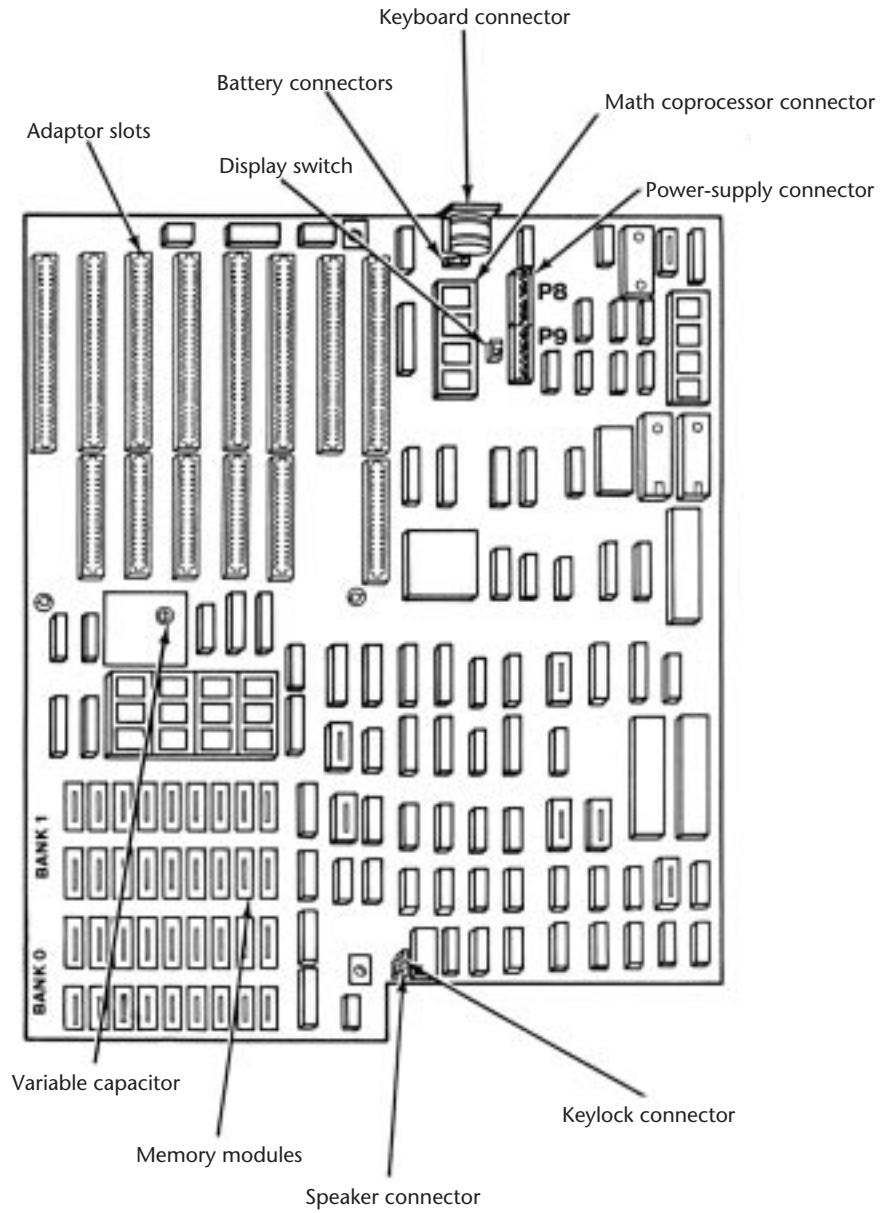 Keyboard connector
Battery connectors
Math coprocessor connector
Adaptor slots
Display switch
Power-supply connector
P8
P9
BANK 1
BANK 0
Variable capacitor
Keylock connector
Memory modules
Speaker connector